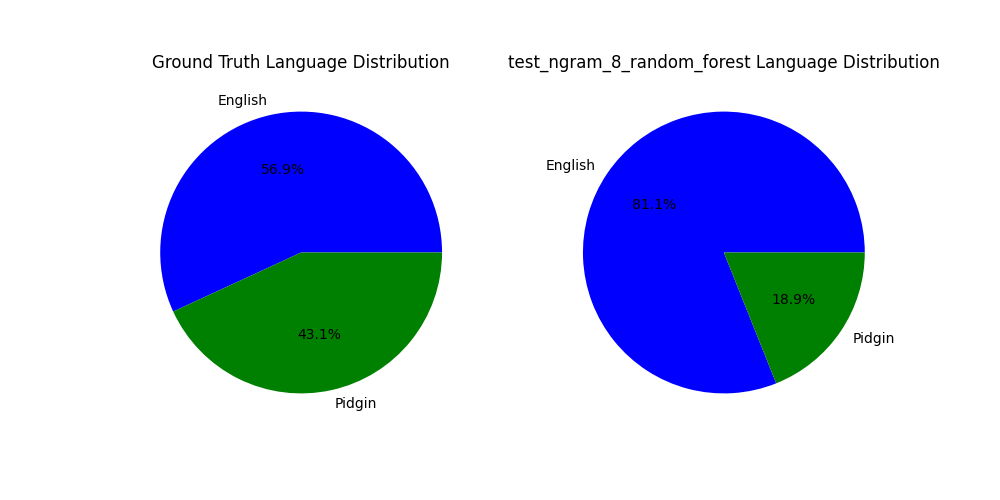 Ground Truth Language Distribution
English
56.9%
43.1%
Pidgin
test_ngram_8_random_forest Language Distribution
English
81.1%
18.9%
Pidgin